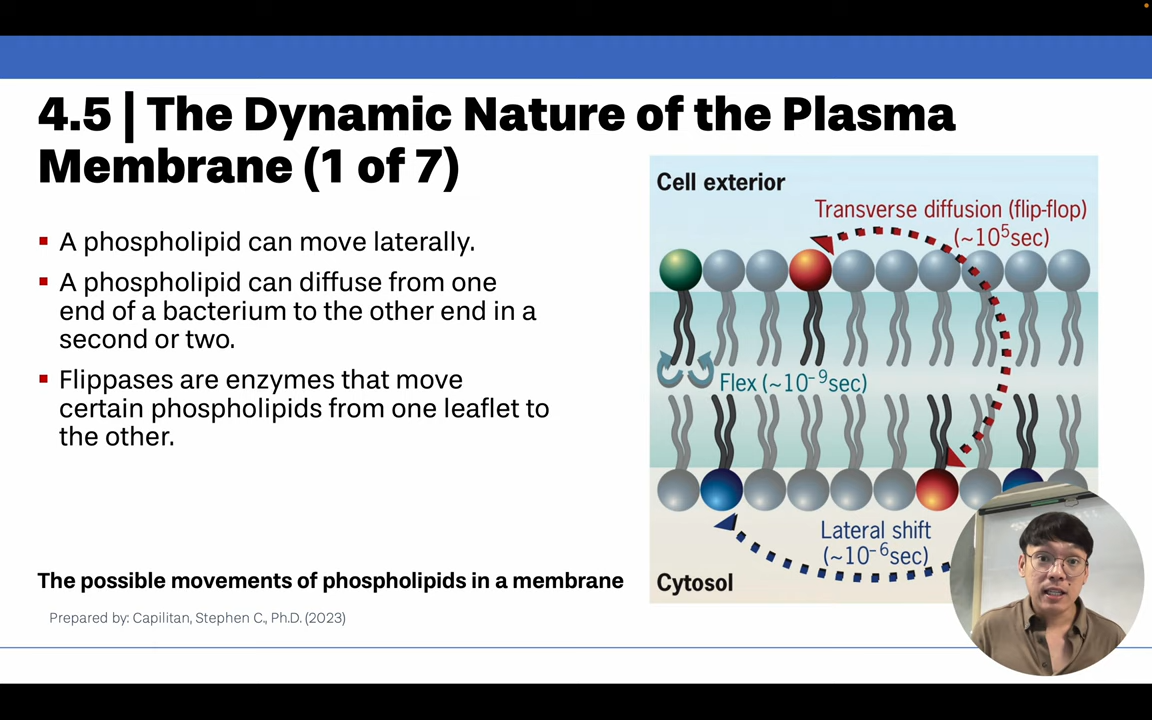 4.5 | The Dynamic Nature of the Plasma
Membrane (1 of 7)
▪ A phospholipid can move laterally.
▪ A phospholipid can diffuse from one
end of a bacterium to the other end in a
second or two.
▪ Flippases are enzymes that move
certain phospholipids from one leaflet to
the other.
The possible movements of phospholipids in a membrane
Prepared by: Capilitan, Stephen C., Ph.D. (2023)
Cell exterior
Transverse diffusion (flip-flop)
(~10⁵sec)
Flex (~10⁻⁹sec)
Lateral shift
(~10⁻⁶sec)
Cytosol